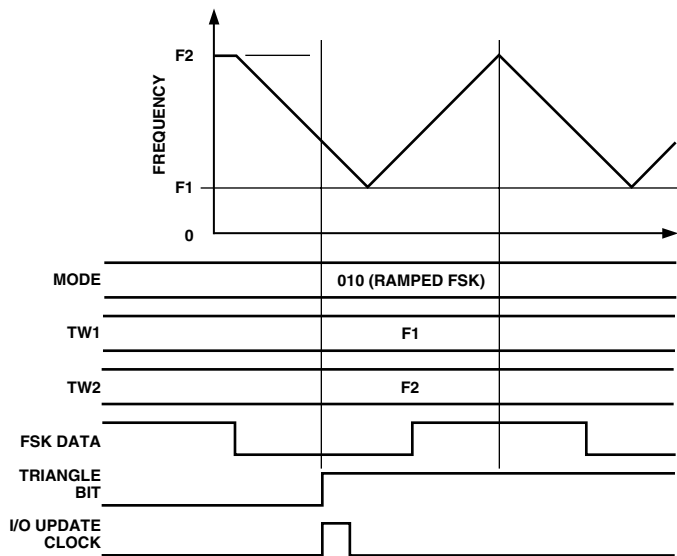 F2
FREQUENCY
F1
0
MODE
010 (RAMPED FSK)
TW1
F1
TW2
F2
FSK DATA
TRIANGLE
BIT
I/O UPDATE
CLOCK